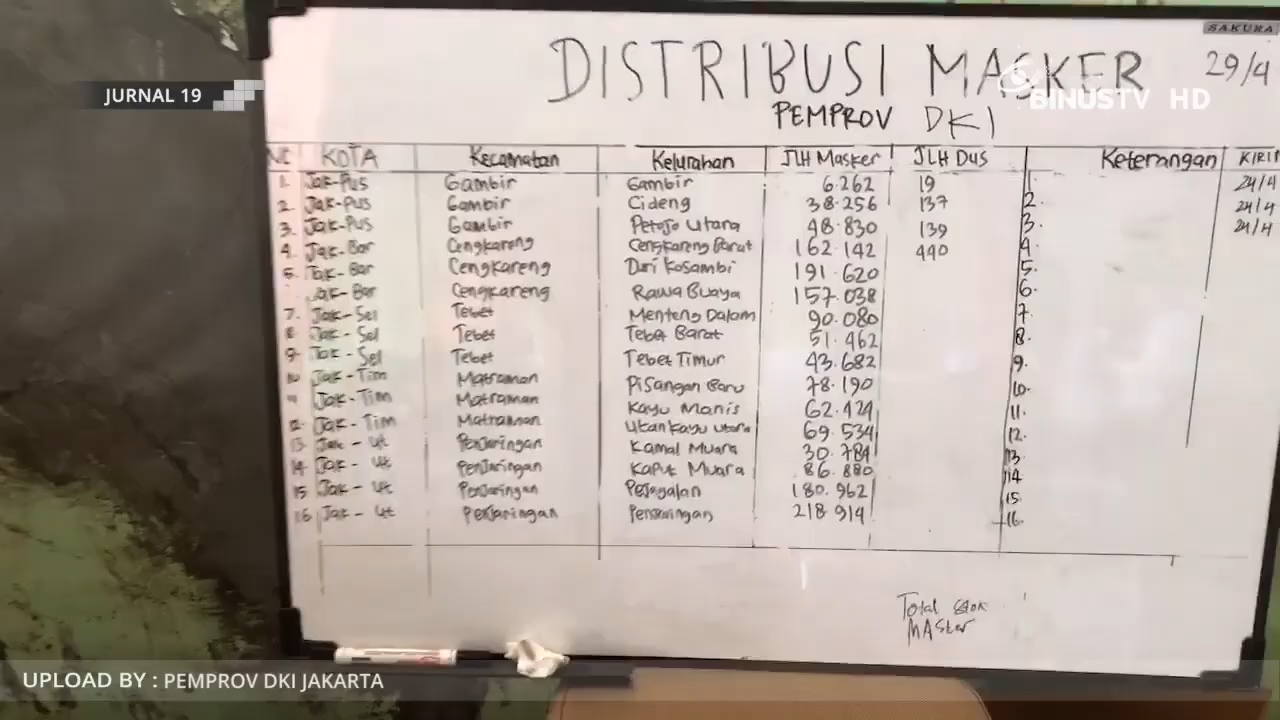 SAKURA
DISTRIBUSI MASKER 29/4
JURNAL 19
BINUSTV HD
PEMPROV DKI
NO KOTA Kecamatan Kelurahan JLH Masker JLH Dus Keterangan KIRIM
1. Jak-Pus Gambir Gambir 6.262 19 1. 24/4
2. Jak-Pus Gambir Cideng 38.256 137 2. 24/4
3. Jak-Pus Gambir Petojo Utara 48.830 139 3. 24/4
4. Jak-Bar Cengkareng Cengkareng Barat 162.142 440 4.
5. Jak-Bar Cengkareng Duri Kosambi 191.620 5.
Jak-Bar Cengkareng Rawa Buaya 157.038 6.
7. Jak-Sel Tebet Menteng Dalam 90.080 7.
8 Jak-Sel Tebet Tebet Barat 51.462 8.
9. Jak-Sel Tebet Tebet Timur 43.682 9.
10 Jak-Tim Matraman Pisangan Baru 78.190 10.
11 Jak-Tim Matraman Kayu Manis 62.424 11.
12. Jak-Tim Matraman Utan Kayu Utara 69.534 12.
13 Jak-Ut Penjaringan Kamal Muara 30.784 13.
14. Jak-Ut Penjaringan Kapuk Muara 86.880 14
15 Jak-Ut Penjaringan Pejagalan 180.962 15.
16 Jak-Ut Penjaringan Penjaringan 218.914 16.
Total Stok
MASker
UPLOAD BY : PEMPROV DKI JAKARTA